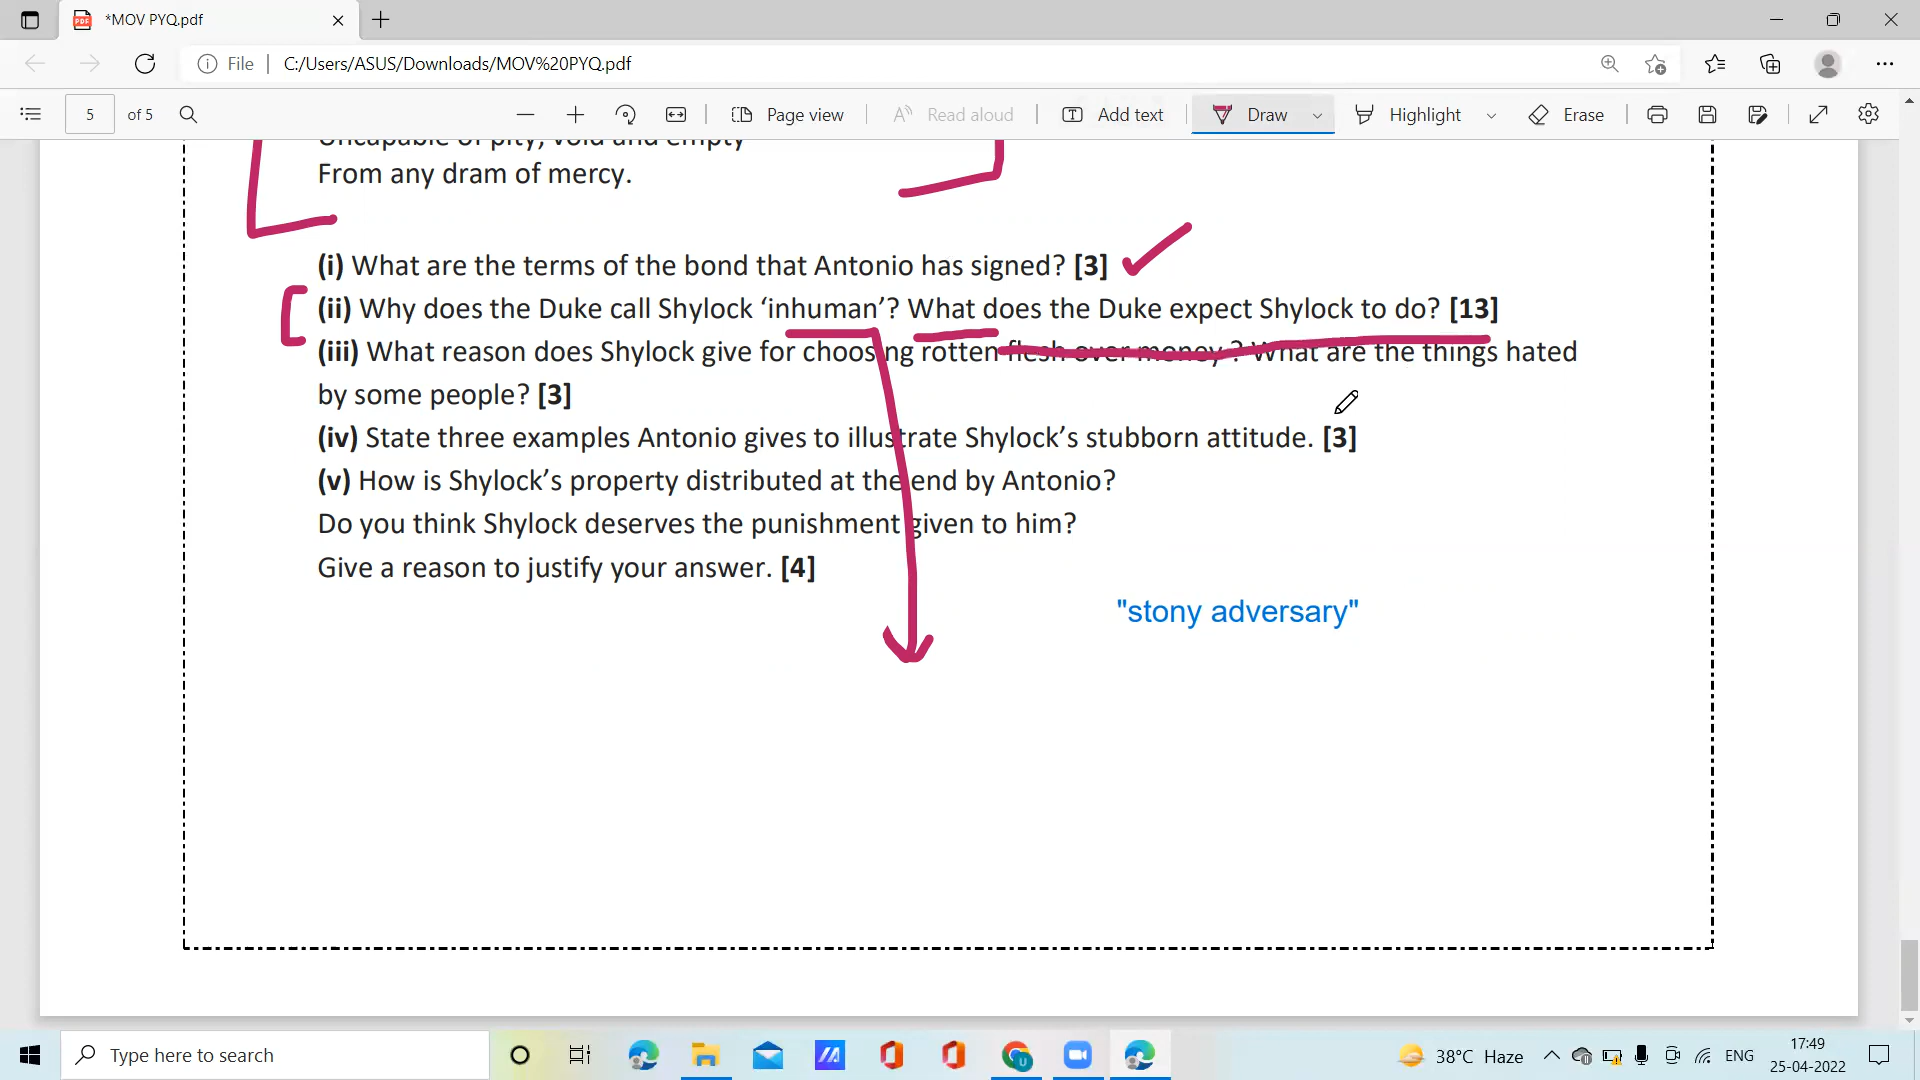 *MOV PYQ.pdf
File
C:/Users/ASUS/Downloads/MOV%20PYQ.pdf
5 of 5
Page view
Read aloud
Add text
Draw
Highlight
Erase
Uncapable of pity, void and empty
From any dram of mercy.
(i) What are the terms of the bond that Antonio has signed? [3]
(ii) Why does the Duke call Shylock ‘inhuman’? What does the Duke expect Shylock to do? [13]
(iii) What reason does Shylock give for choosing rotten flesh over money ? What are the things hated
by some people? [3]
(iv) State three examples Antonio gives to illustrate Shylock’s stubborn attitude. [3]
(v) How is Shylock’s property distributed at the end by Antonio?
Do you think Shylock deserves the punishment given to him?
Give a reason to justify your answer. [4]
"stony adversary"
Type here to search
38°C Haze
ENG
17:49
25-04-2022